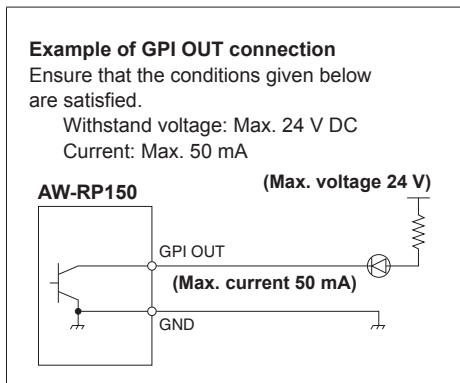 Example of GPI OUT connection
Ensure that the conditions given below
are satisfied.
Withstand voltage: Max. 24 V DC
Current: Max. 50 mA
(Max. voltage 24 V)
AW-RP150
GPI OUT
(Max. current 50 mA)
GND